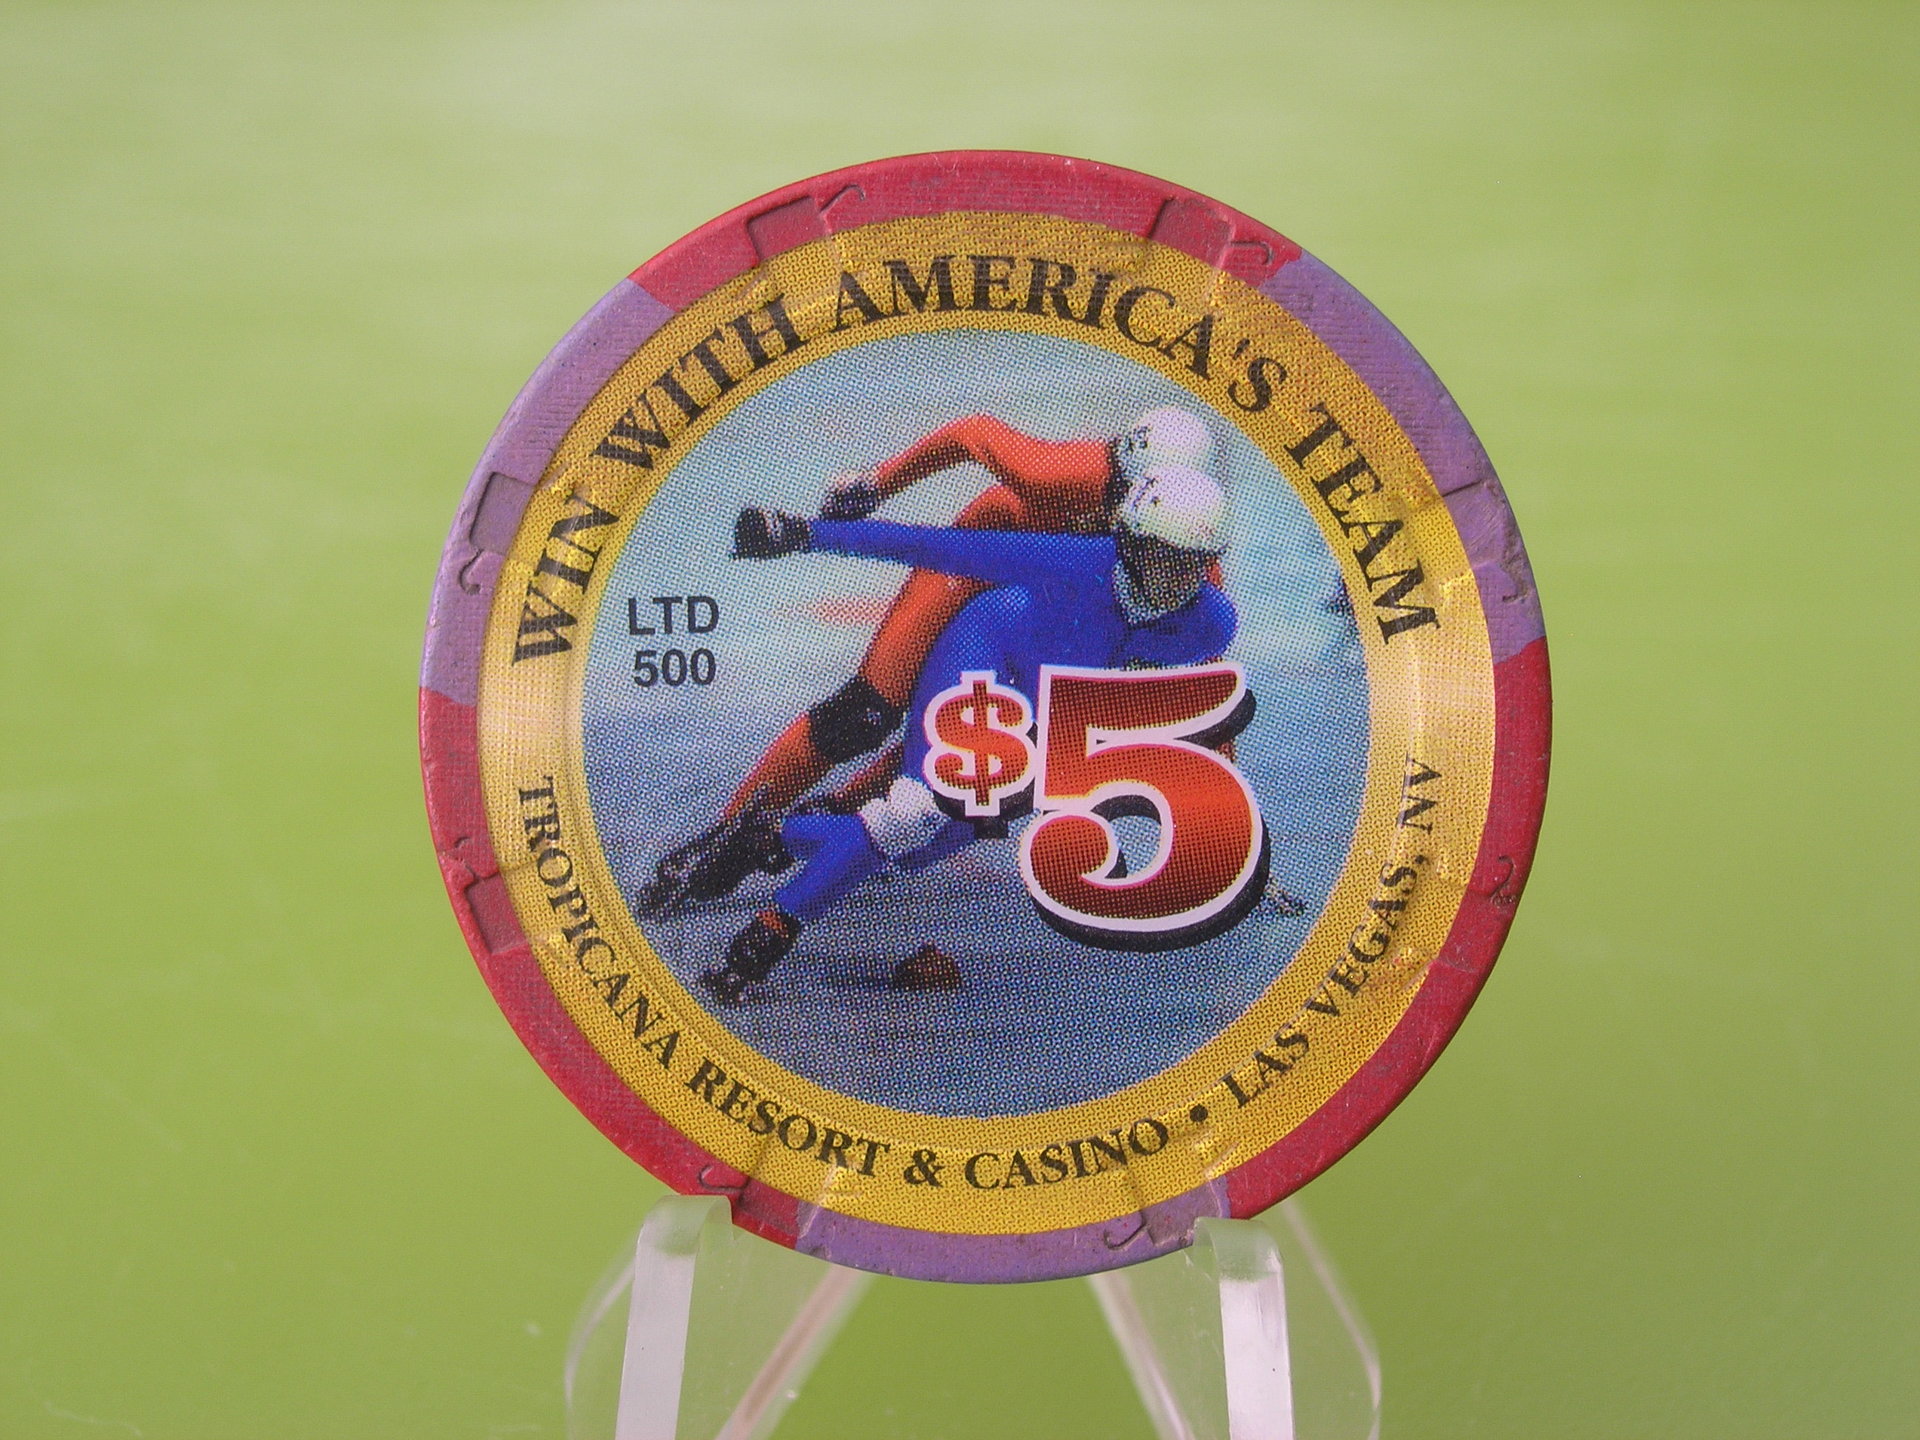 WIN WITH AMERICA'S TEAM
LTD
500
$5
TROPICANA RESORT & CASINO • LAS VEGAS, NV